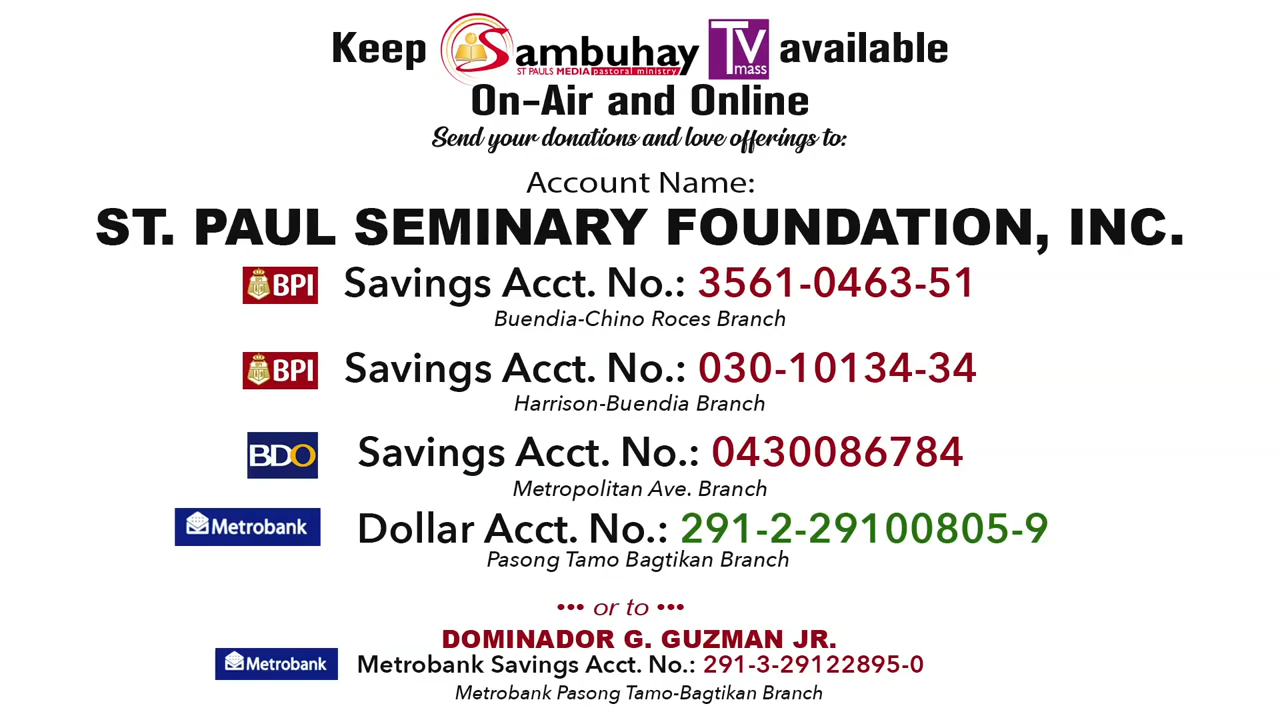 Keep Sambuhay TV mass available
ST PAULS MEDIA pastoral ministry
On-Air and Online
Send your donations and love offerings to:
Account Name:
ST. PAUL SEMINARY FOUNDATION, INC.
BPI Savings Acct. No.: 3561-0463-51
Buendia-Chino Roces Branch
BPI Savings Acct. No.: 030-10134-34
Harrison-Buendia Branch
BDO Savings Acct. No.: 0430086784
Metropolitan Ave. Branch
Metrobank Dollar Acct. No.: 291-2-29100805-9
Pasong Tamo Bagtikan Branch
••• or to •••
DOMINADOR G. GUZMAN JR.
Metrobank Metrobank Savings Acct. No.: 291-3-29122895-0
Metrobank Pasong Tamo-Bagtikan Branch